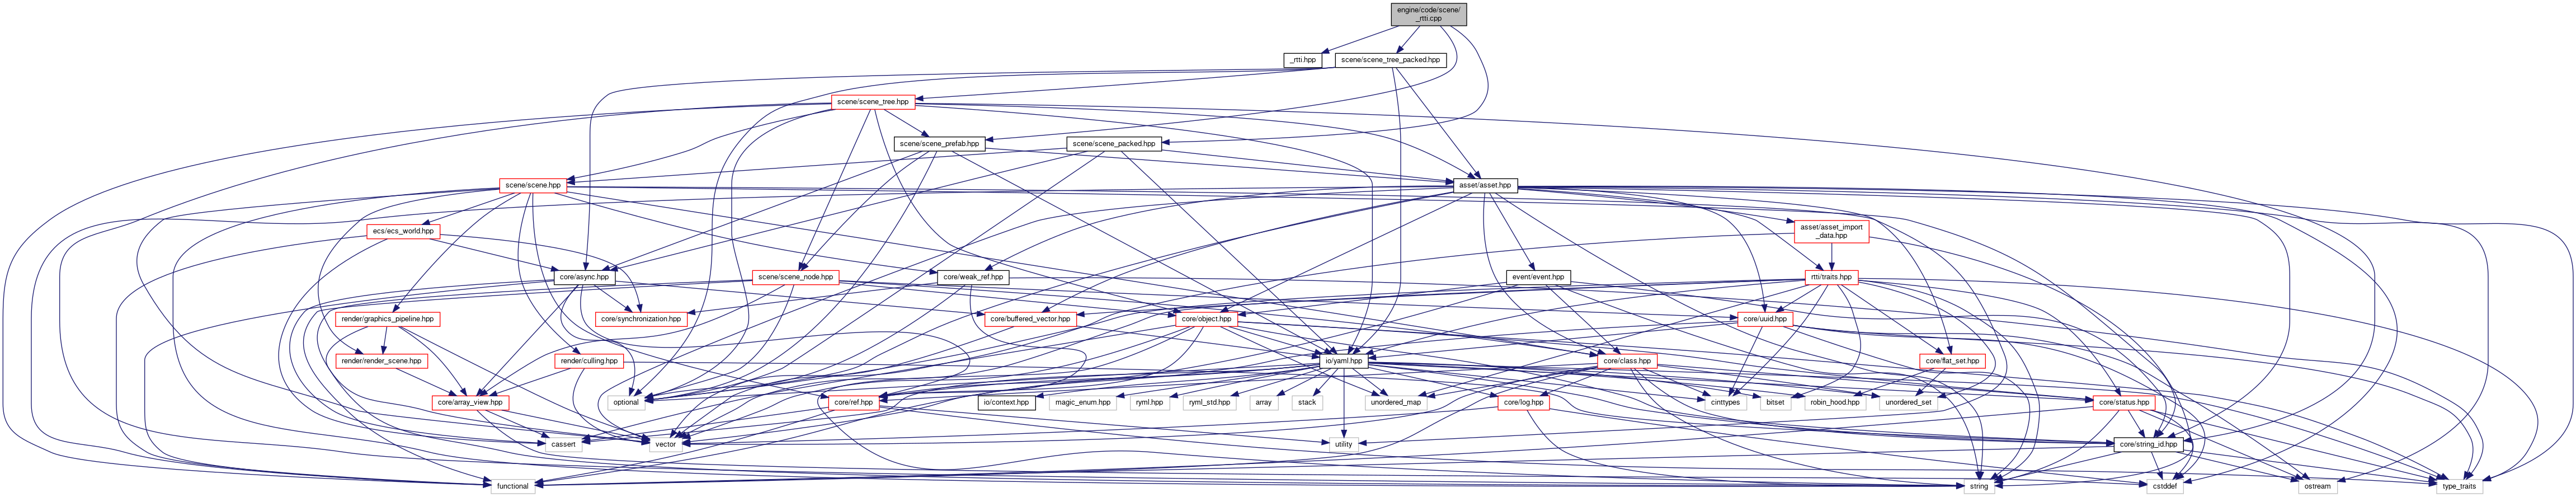 engine/code/scene/
_rtti.cpp
_rtti.hpp
scene/scene_tree_packed.hpp
scene/scene_tree.hpp
scene/scene_prefab.hpp
scene/scene_packed.hpp
scene/scene.hpp
asset/asset.hpp
ecs/ecs_world.hpp
asset/asset_import
_data.hpp
core/async.hpp
scene/scene_node.hpp
core/weak_ref.hpp
event/event.hpp
rtti/traits.hpp
render/graphics_pipeline.hpp
core/synchronization.hpp
core/buffered_vector.hpp
core/object.hpp
core/uuid.hpp
render/render_scene.hpp
render/culling.hpp
io/yaml.hpp
core/class.hpp
core/flat_set.hpp
core/array_view.hpp
optional
core/ref.hpp
io/context.hpp
magic_enum.hpp
ryml.hpp
ryml_std.hpp
array
stack
unordered_map
core/log.hpp
cinttypes
bitset
robin_hood.hpp
unordered_set
core/status.hpp
cassert
vector
utility
core/string_id.hpp
functional
string
cstddef
ostream
type_traits